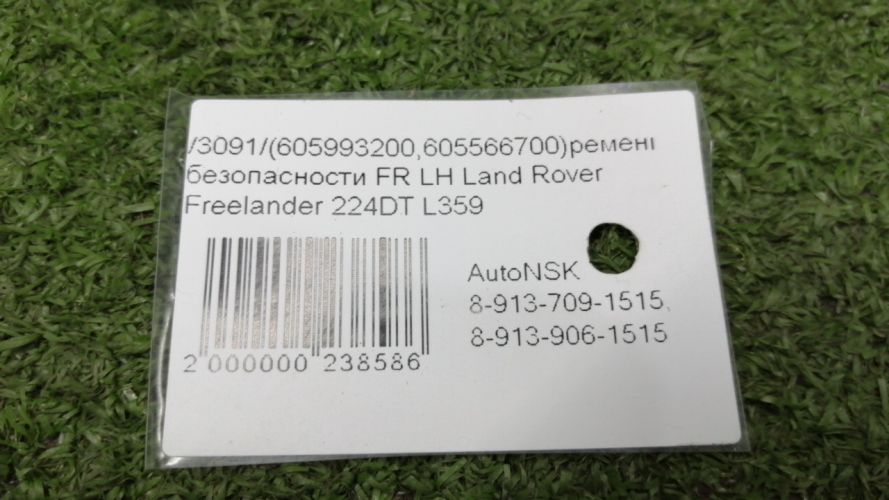 /3091/(605993200,605566700)ремень
безопасности FR LH Land Rover
Freelander 224DT L359
AutoNSK
8-913-709-1515,
8-913-906-1515
2 000000 238586